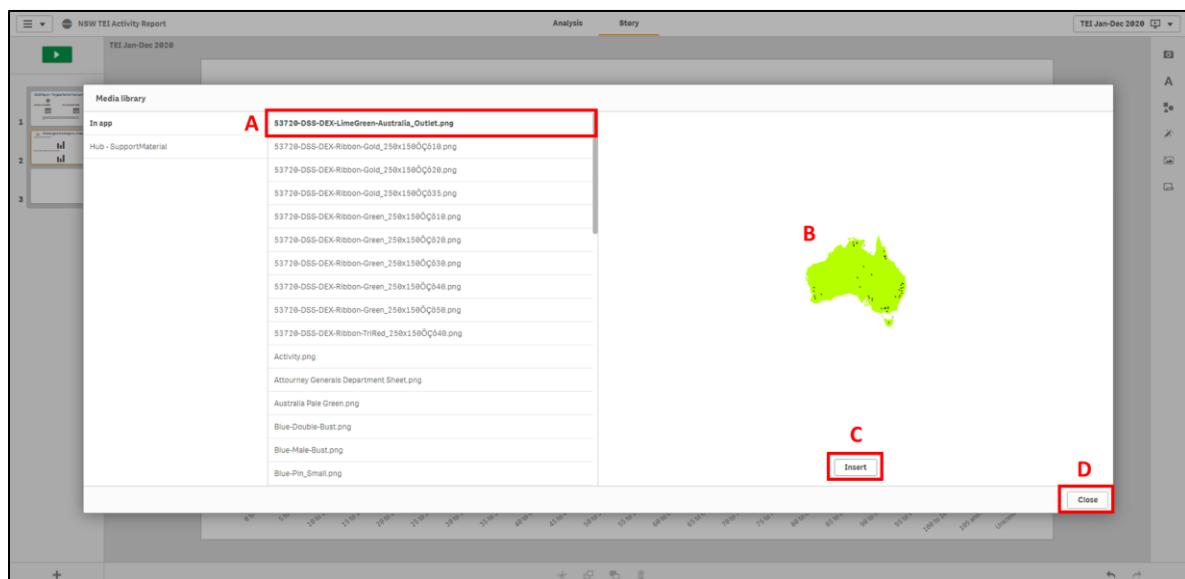 NSW TEI Activity Report
Analysis
Story
TEI Jan-Dec 2020
TEI Jan-Dec 2020
A
Media library
In app
Hub - SupportMaterial
A
53720-DSS-DEX-LimeGreen-Australia_Outlet.png
53720-DSS-DEX-Ribbon-Gold_250x150ÔÇô10.png
53720-DSS-DEX-Ribbon-Gold_250x150ÔÇô20.png
53720-DSS-DEX-Ribbon-Gold_250x150ÔÇô35.png
53720-DSS-DEX-Ribbon-Green_250x150ÔÇô10.png
53720-DSS-DEX-Ribbon-Green_250x150ÔÇô20.png
53720-DSS-DEX-Ribbon-Green_250x150ÔÇô30.png
53720-DSS-DEX-Ribbon-Green_250x150ÔÇô40.png
53720-DSS-DEX-Ribbon-Green_250x150ÔÇô50.png
53720-DSS-DEX-Ribbon-TriRed_250x150ÔÇô40.png
Activity.png
Attourney Generals Department Sheet.png
Australia Pale Green.png
Blue-Double-Bust.png
Blue-Male-Bust.png
Blue-Pin_Small.png
B
C
Insert
D
Close
1
2
3